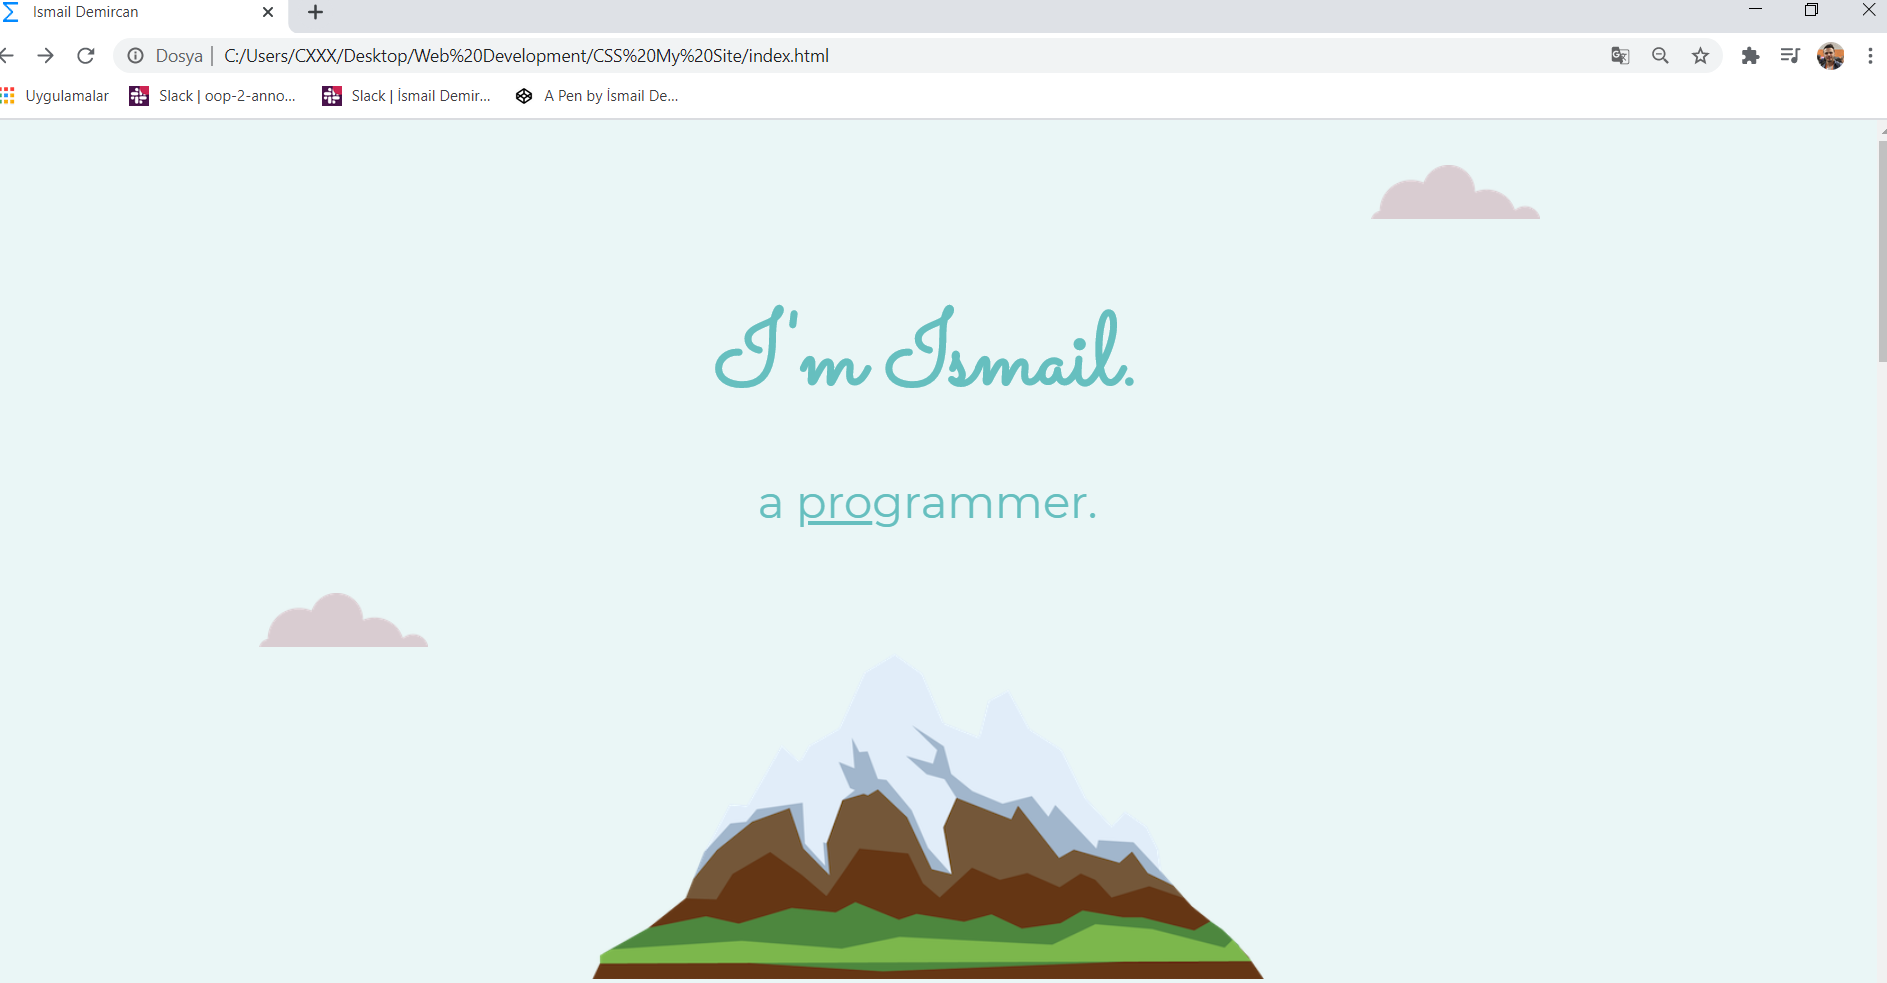 Ismail Demircan
Dosya | C:/Users/CXXX/Desktop/Web%20Development/CSS%20My%20Site/index.html
Uygulamalar Slack | oop-2-anno... Slack | İsmail Demir... A Pen by İsmail De...
I'm Ismail.
a programmer.